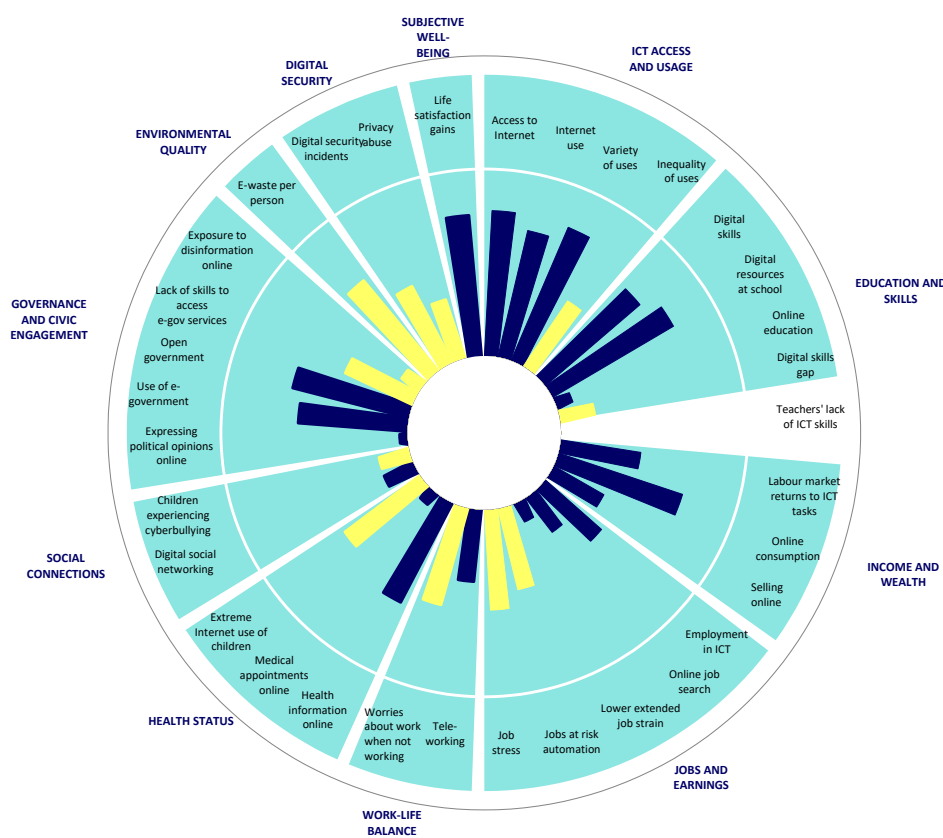 SUBJECTIVE
WELL-
BEING
Life
satisfaction
gains
ICT ACCESS
AND USAGE
Access to
Internet
Internet
use
Variety
of uses
Inequality
of uses
EDUCATION AND
SKILLS
Digital
skills
Digital
resources
at school
Online
education
Digital skills
gap
Teachers' lack
of ICT skills
INCOME AND
WEALTH
Labour market
returns to ICT
tasks
Online
consumption
Selling
online
JOBS AND
EARNINGS
Employment
in ICT
Online job
search
Lower extended
job strain
Jobs at risk
automation
Job
stress
WORK-LIFE
BALANCE
Tele-
working
Worries
about work
when not
working
HEALTH STATUS
Health
information
online
Medical
appointments
online
Extreme
Internet use of
children
SOCIAL
CONNECTIONS
Digital social
networking
Children
experiencing
cyberbullying
GOVERNANCE
AND CIVIC
ENGAGEMENT
Expressing
political opinions
online
Use of e-
government
Open
government
Lack of skills to
access
e-gov services
Exposure to
disinformation
online
ENVIRONMENTAL
QUALITY
E-waste per
person
DIGITAL
SECURITY
Digital security
incidents
Privacy
abuse